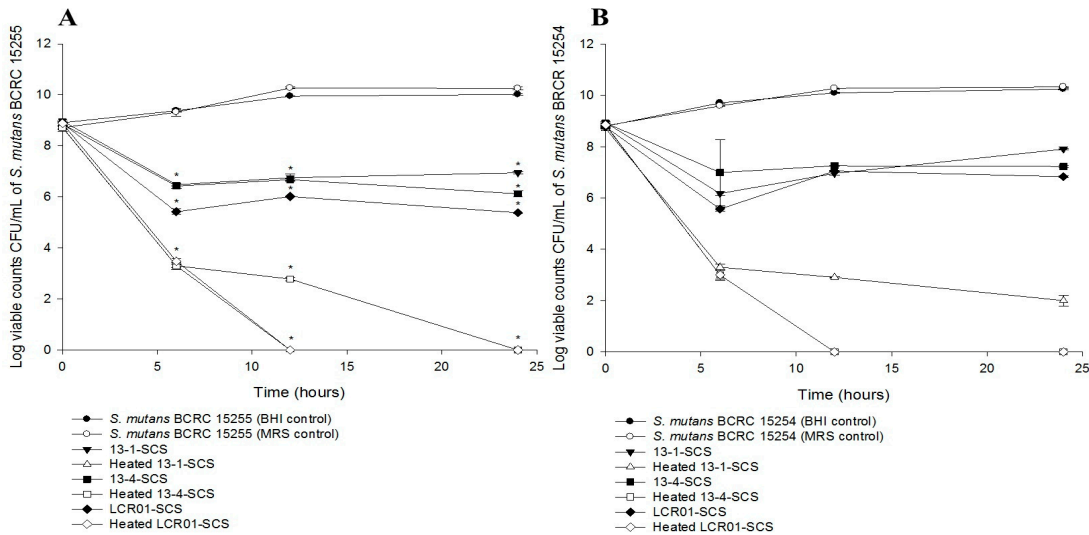 A
B
Log viable counts CFU/mL of S. mutans BCRC 15255
12
10
8
6
4
2
0
0
5
10
15
20
25
Time (hours)
S. mutans BCRC 15255 (BHI control)
S. mutans BCRC 15255 (MRS control)
13-1-SCS
Heated 13-1-SCS
13-4-SCS
Heated 13-4-SCS
LCR01-SCS
Heated LCR01-SCS
Log viable counts CFU/mL of S. mutans BRCR 15254
12
10
8
6
4
2
0
0
5
10
15
20
25
Time (hours)
S. mutans BCRC 15254 (BHI control)
S. mutans BCRC 15254 (MRS control)
13-1-SCS
Heated 13-1-SCS
13-4-SCS
Heated 13-4-SCS
LCR01-SCS
Heated LCR01-SCS